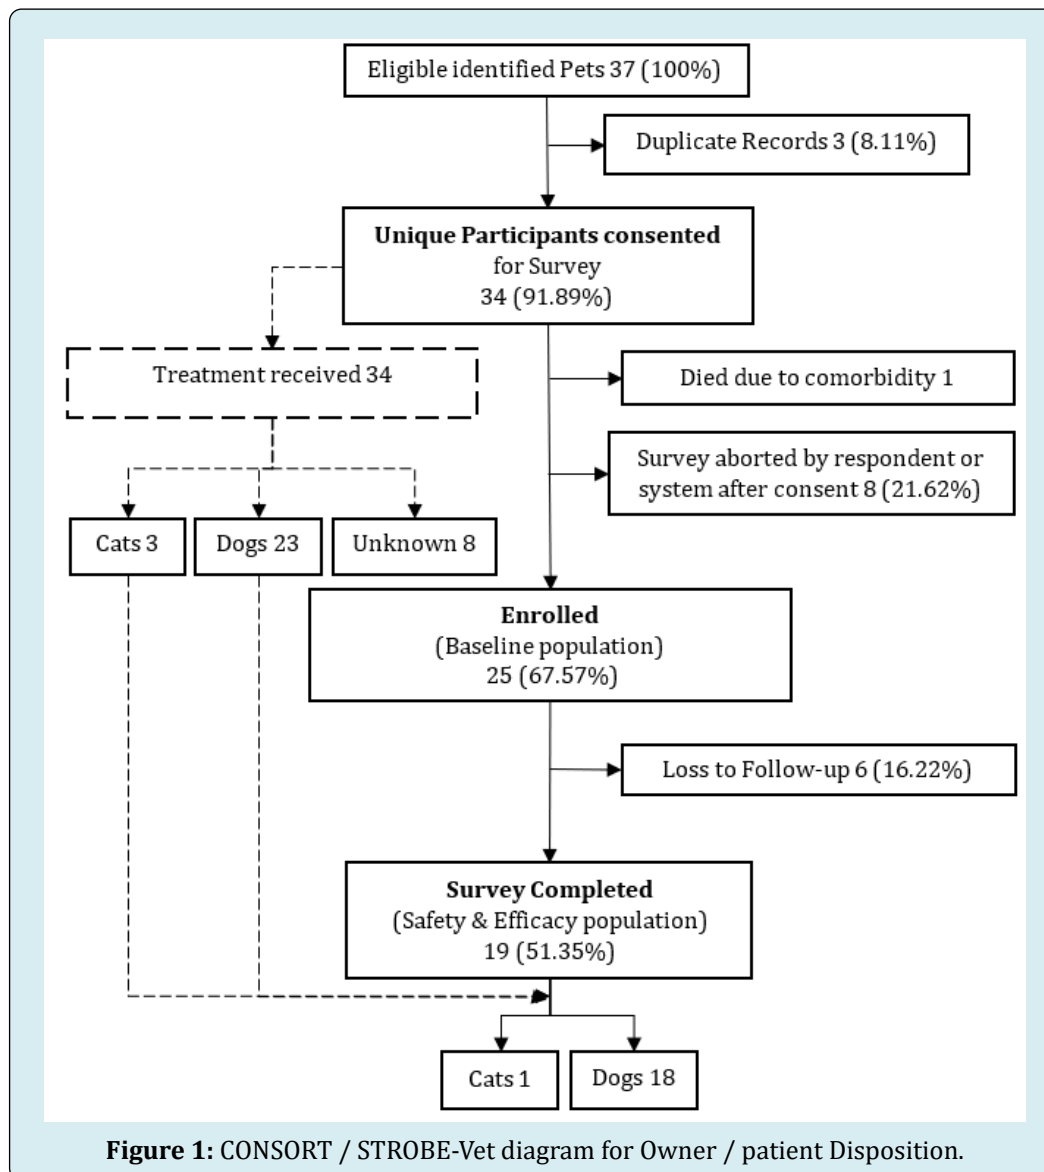 Eligible identified Pets 37 (100%)
Duplicate Records 3 (8.11%)
Unique Participants consented
for Survey
34 (91.89%)
Treatment received 34
Died due to comorbidity 1
Survey aborted by respondent or
system after consent 8 (21.62%)
Cats 3
Dogs 23
Unknown 8
Enrolled
(Baseline population)
25 (67.57%)
Loss to Follow-up 6 (16.22%)
Survey Completed
(Safety & Efficacy population)
19 (51.35%)
Cats 1
Dogs 18
Figure 1: CONSORT / STROBE-Vet diagram for Owner / patient Disposition.